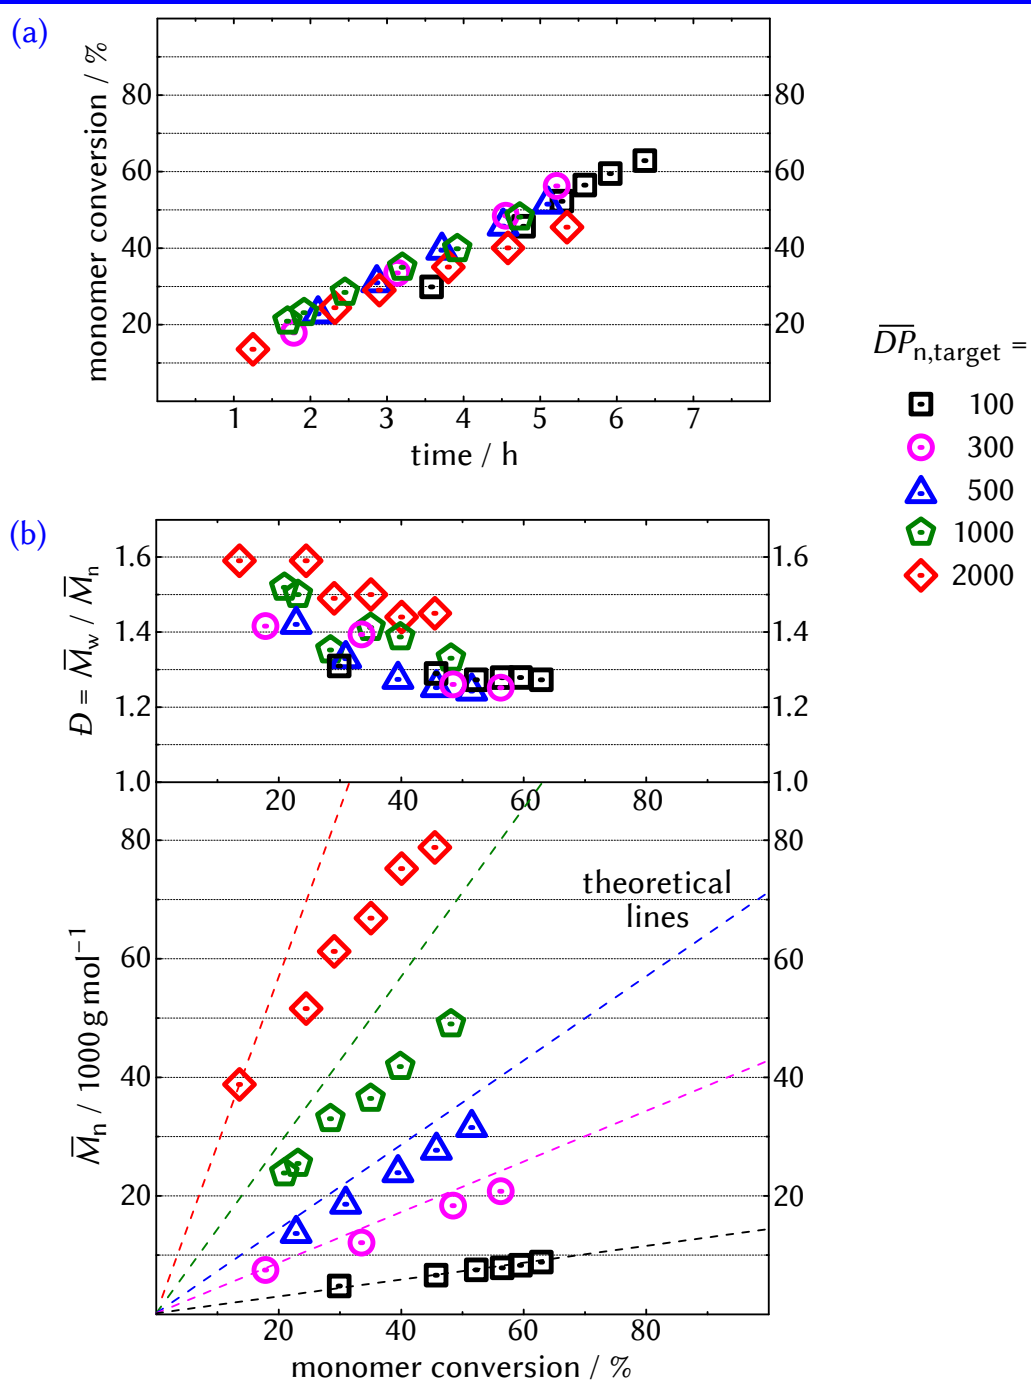 (a)
monomer conversion / %
80
60
40
20
80
60
40
20
1 2 3 4 5 6 7
time / h
D̅P̅n,target =
100
300
500
1000
2000
(b)
Đ = M̅w / M̅n
1.6
1.4
1.2
1.0
1.6
1.4
1.2
1.0
20 40 60 80
theoretical
lines
M̅n / 1000 g mol⁻¹
80
60
40
20
80
60
40
20
20 40 60 80
monomer conversion / %